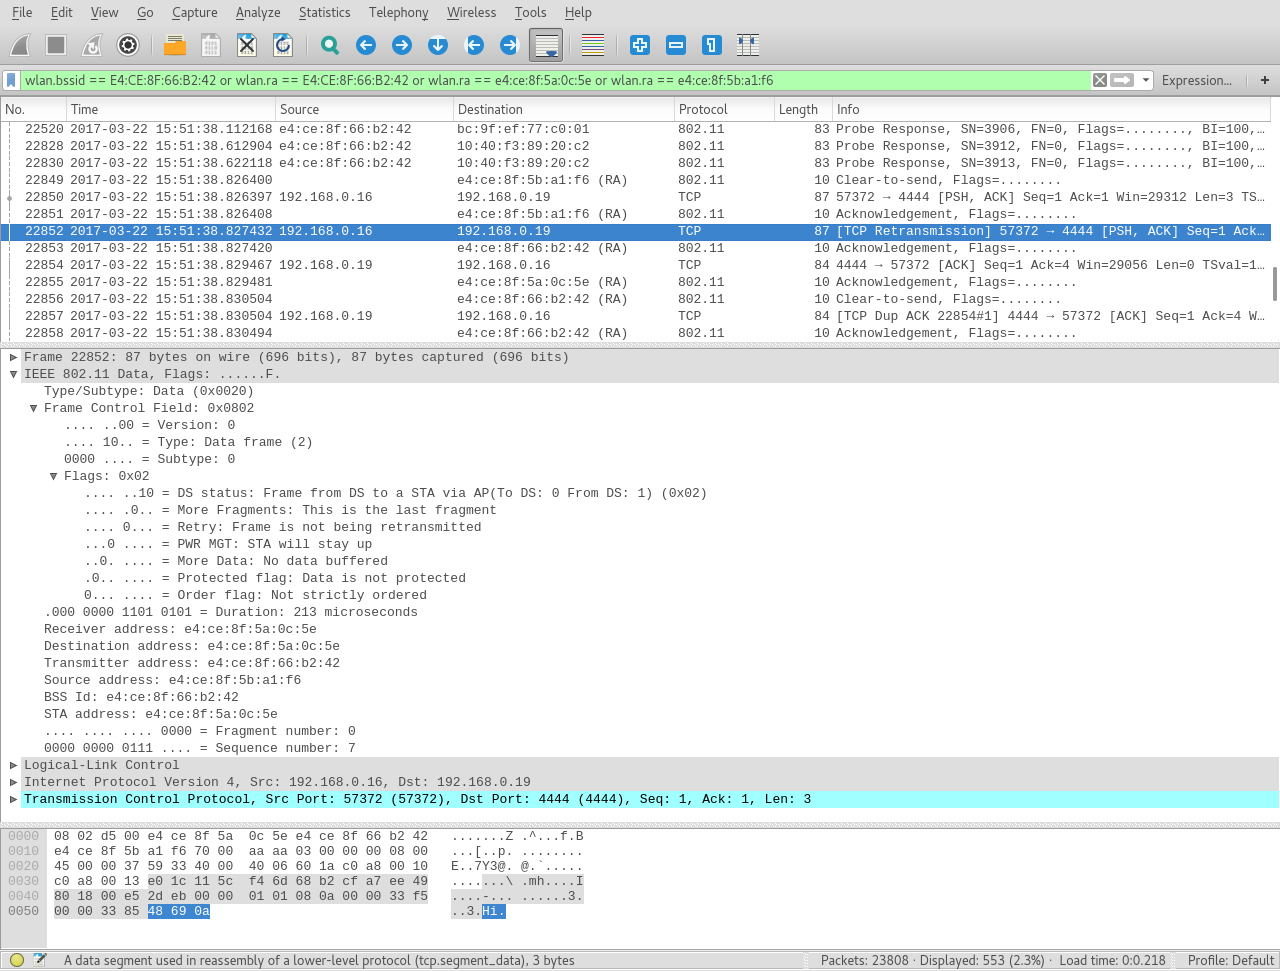 File Edit View Go Capture Analyze Statistics Telephony Wireless Tools Help
wlan.bssid == E4:CE:8F:66:B2:42 or wlan.ra == E4:CE:8F:66:B2:42 or wlan.ra == e4:ce:8f:5a:0c:5e or wlan.ra == e4:ce:8f:5b:a1:f6 Expression... +
No. Time Source Destination Protocol Length Info
22520 2017-03-22 15:51:38.112168 e4:ce:8f:66:b2:42 bc:9f:ef:77:c0:01 802.11 83 Probe Response, SN=3906, FN=0, Flags=........, BI=100,…
22828 2017-03-22 15:51:38.612904 e4:ce:8f:66:b2:42 10:40:f3:89:20:c2 802.11 83 Probe Response, SN=3912, FN=0, Flags=........, BI=100,…
22830 2017-03-22 15:51:38.622118 e4:ce:8f:66:b2:42 10:40:f3:89:20:c2 802.11 83 Probe Response, SN=3913, FN=0, Flags=........, BI=100,…
22849 2017-03-22 15:51:38.826400 e4:ce:8f:5b:a1:f6 (RA) 802.11 10 Clear-to-send, Flags=........
22850 2017-03-22 15:51:38.826397 192.168.0.16 192.168.0.19 TCP 87 57372 → 4444 [PSH, ACK] Seq=1 Ack=1 Win=29312 Len=3 TS…
22851 2017-03-22 15:51:38.826408 e4:ce:8f:5b:a1:f6 (RA) 802.11 10 Acknowledgement, Flags=........
22852 2017-03-22 15:51:38.827432 192.168.0.16 192.168.0.19 TCP 87 [TCP Retransmission] 57372 → 4444 [PSH, ACK] Seq=1 Ack…
22853 2017-03-22 15:51:38.827420 e4:ce:8f:66:b2:42 (RA) 802.11 10 Acknowledgement, Flags=........
22854 2017-03-22 15:51:38.829467 192.168.0.19 192.168.0.16 TCP 84 4444 → 57372 [ACK] Seq=1 Ack=4 Win=29056 Len=0 TSval=1…
22855 2017-03-22 15:51:38.829481 e4:ce:8f:5a:0c:5e (RA) 802.11 10 Acknowledgement, Flags=........
22856 2017-03-22 15:51:38.830504 e4:ce:8f:66:b2:42 (RA) 802.11 10 Clear-to-send, Flags=........
22857 2017-03-22 15:51:38.830504 192.168.0.19 192.168.0.16 TCP 84 [TCP Dup ACK 22854#1] 4444 → 57372 [ACK] Seq=1 Ack=4 W…
22858 2017-03-22 15:51:38.830494 e4:ce:8f:66:b2:42 (RA) 802.11 10 Acknowledgement, Flags=........
Frame 22852: 87 bytes on wire (696 bits), 87 bytes captured (696 bits)
IEEE 802.11 Data, Flags: ......F.
Type/Subtype: Data (0x0020)
Frame Control Field: 0x0802
.... ..00 = Version: 0
.... 10.. = Type: Data frame (2)
0000 .... = Subtype: 0
Flags: 0x02
.... ..10 = DS status: Frame from DS to a STA via AP(To DS: 0 From DS: 1) (0x02)
.... .0.. = More Fragments: This is the last fragment
.... 0... = Retry: Frame is not being retransmitted
...0 .... = PWR MGT: STA will stay up
..0. .... = More Data: No data buffered
.0.. .... = Protected flag: Data is not protected
0... .... = Order flag: Not strictly ordered
.000 0000 1101 0101 = Duration: 213 microseconds
Receiver address: e4:ce:8f:5a:0c:5e
Destination address: e4:ce:8f:5a:0c:5e
Transmitter address: e4:ce:8f:66:b2:42
Source address: e4:ce:8f:5b:a1:f6
BSS Id: e4:ce:8f:66:b2:42
STA address: e4:ce:8f:5a:0c:5e
.... .... .... 0000 = Fragment number: 0
0000 0000 0111 .... = Sequence number: 7
Logical-Link Control
Internet Protocol Version 4, Src: 192.168.0.16, Dst: 192.168.0.19
Transmission Control Protocol, Src Port: 57372 (57372), Dst Port: 4444 (4444), Seq: 1, Ack: 1, Len: 3
0000 08 02 d5 00 e4 ce 8f 5a 0c 5e e4 ce 8f 66 b2 42 .......Z .^...f.B
0010 e4 ce 8f 5b a1 f6 70 00 aa aa 03 00 00 00 08 00 ...[..p. ........
0020 45 00 00 37 59 33 40 00 40 06 60 1a c0 a8 00 10 E..7Y3@. @.`.....
0030 c0 a8 00 13 e0 1c 11 5c f4 6d 68 b2 cf a7 ee 49 .......\ .mh....I
0040 80 18 00 e5 2d eb 00 00 01 01 08 0a 00 00 33 f5 ....-... ......3.
0050 00 00 33 85 48 69 0a ..3.Hi.
A data segment used in reassembly of a lower-level protocol (tcp.segment_data), 3 bytes Packets: 23808 · Displayed: 553 (2.3%) · Load time: 0:0.218 Profile: Default